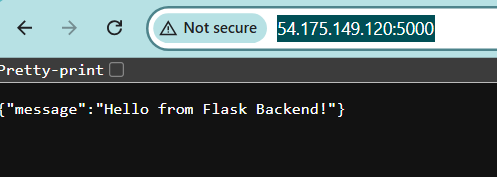 Not secure 54.175.149.120:5000
Pretty-print
{"message":"Hello from Flask Backend!"}